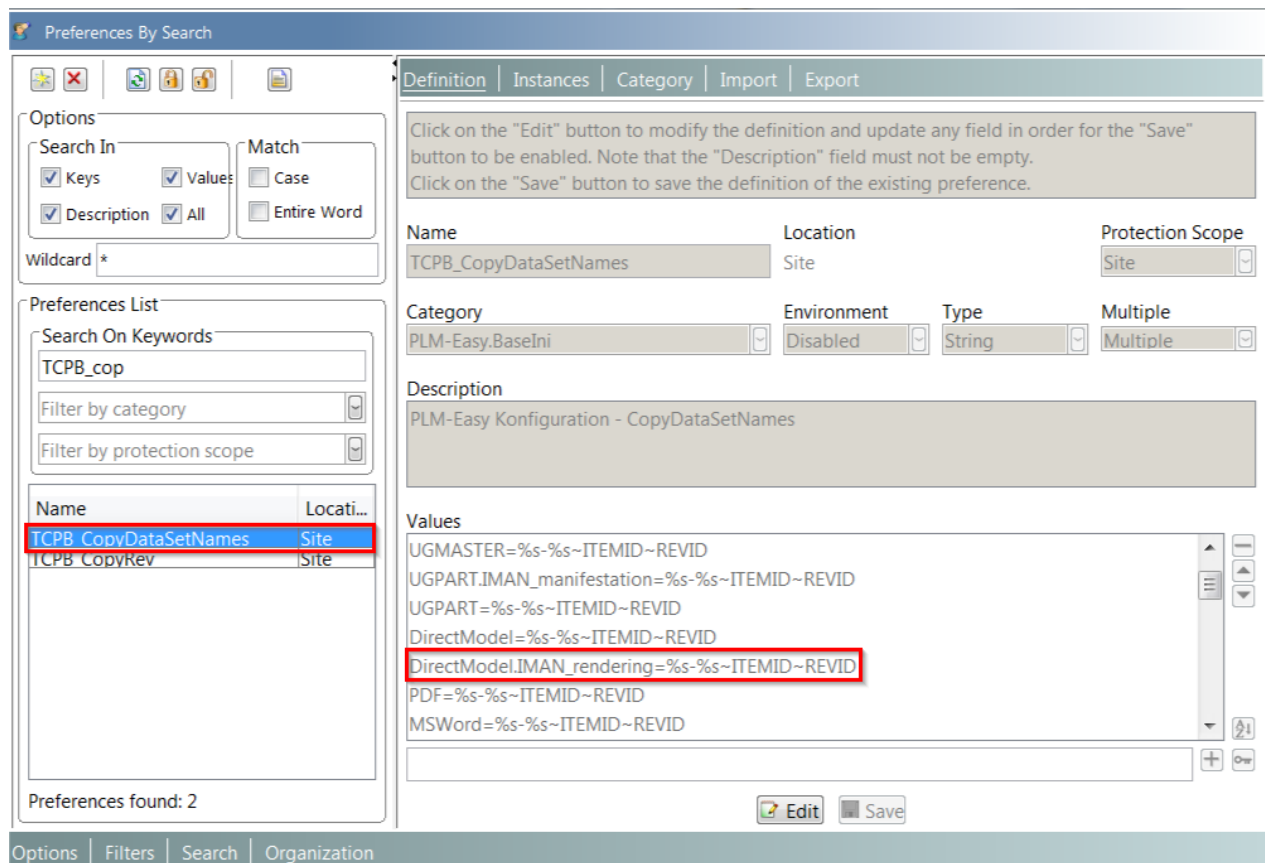 Preferences By Search
Options
Search In
Match
Keys
Values
Case
Description
All
Entire Word
Wildcard *
Preferences List
Search On Keywords
TCPB_cop
Filter by category
Filter by protection scope
Name Locati...
TCPB_CopyDataSetNames Site
TCPB_CopyRev Site
Preferences found: 2
Definition Instances Category Import Export
Click on the "Edit" button to modify the definition and update any field in order for the "Save"
button to be enabled. Note that the "Description" field must not be empty.
Click on the "Save" button to save the definition of the existing preference.
Name Location Protection Scope
TCPB_CopyDataSetNames Site Site
Category Environment Type Multiple
PLM-Easy.BaseIni Disabled String Multiple
Description
PLM-Easy Konfiguration - CopyDataSetNames
Values
UGMASTER=%s-%s~ITEMID~REVID
UGPART.IMAN_manifestation=%s-%s~ITEMID~REVID
UGPART=%s-%s~ITEMID~REVID
DirectModel=%s-%s~ITEMID~REVID
DirectModel.IMAN_rendering=%s-%s~ITEMID~REVID
PDF=%s-%s~ITEMID~REVID
MSWord=%s-%s~ITEMID~REVID
Edit Save
Options Filters Search Organization